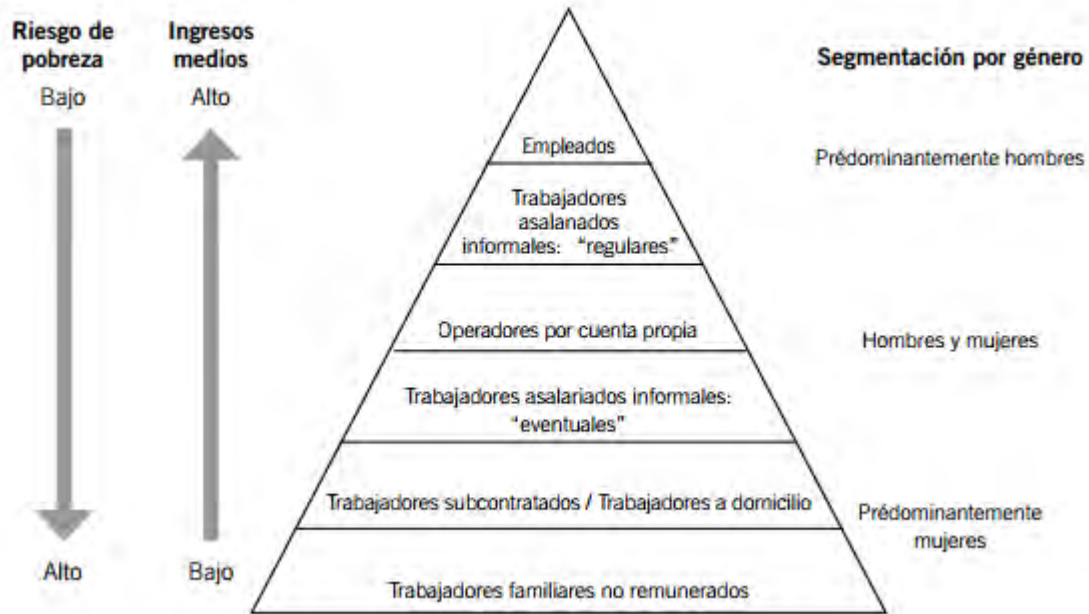 Riesgo de
pobreza
Bajo
Alto
Ingresos
medios
Alto
Bajo
Empleados
Trabajadores
asalanados
informales: "regulares"
Operadores por cuenta propia
Trabajadores asalariados informales:
"eventuales"
Trabajadores subcontratados / Trabajadores a domicilio
Trabajadores familiares no remunerados
Segmentación por género
Prédominantemente hombres
Hombres y mujeres
Prédominantemente
mujeres